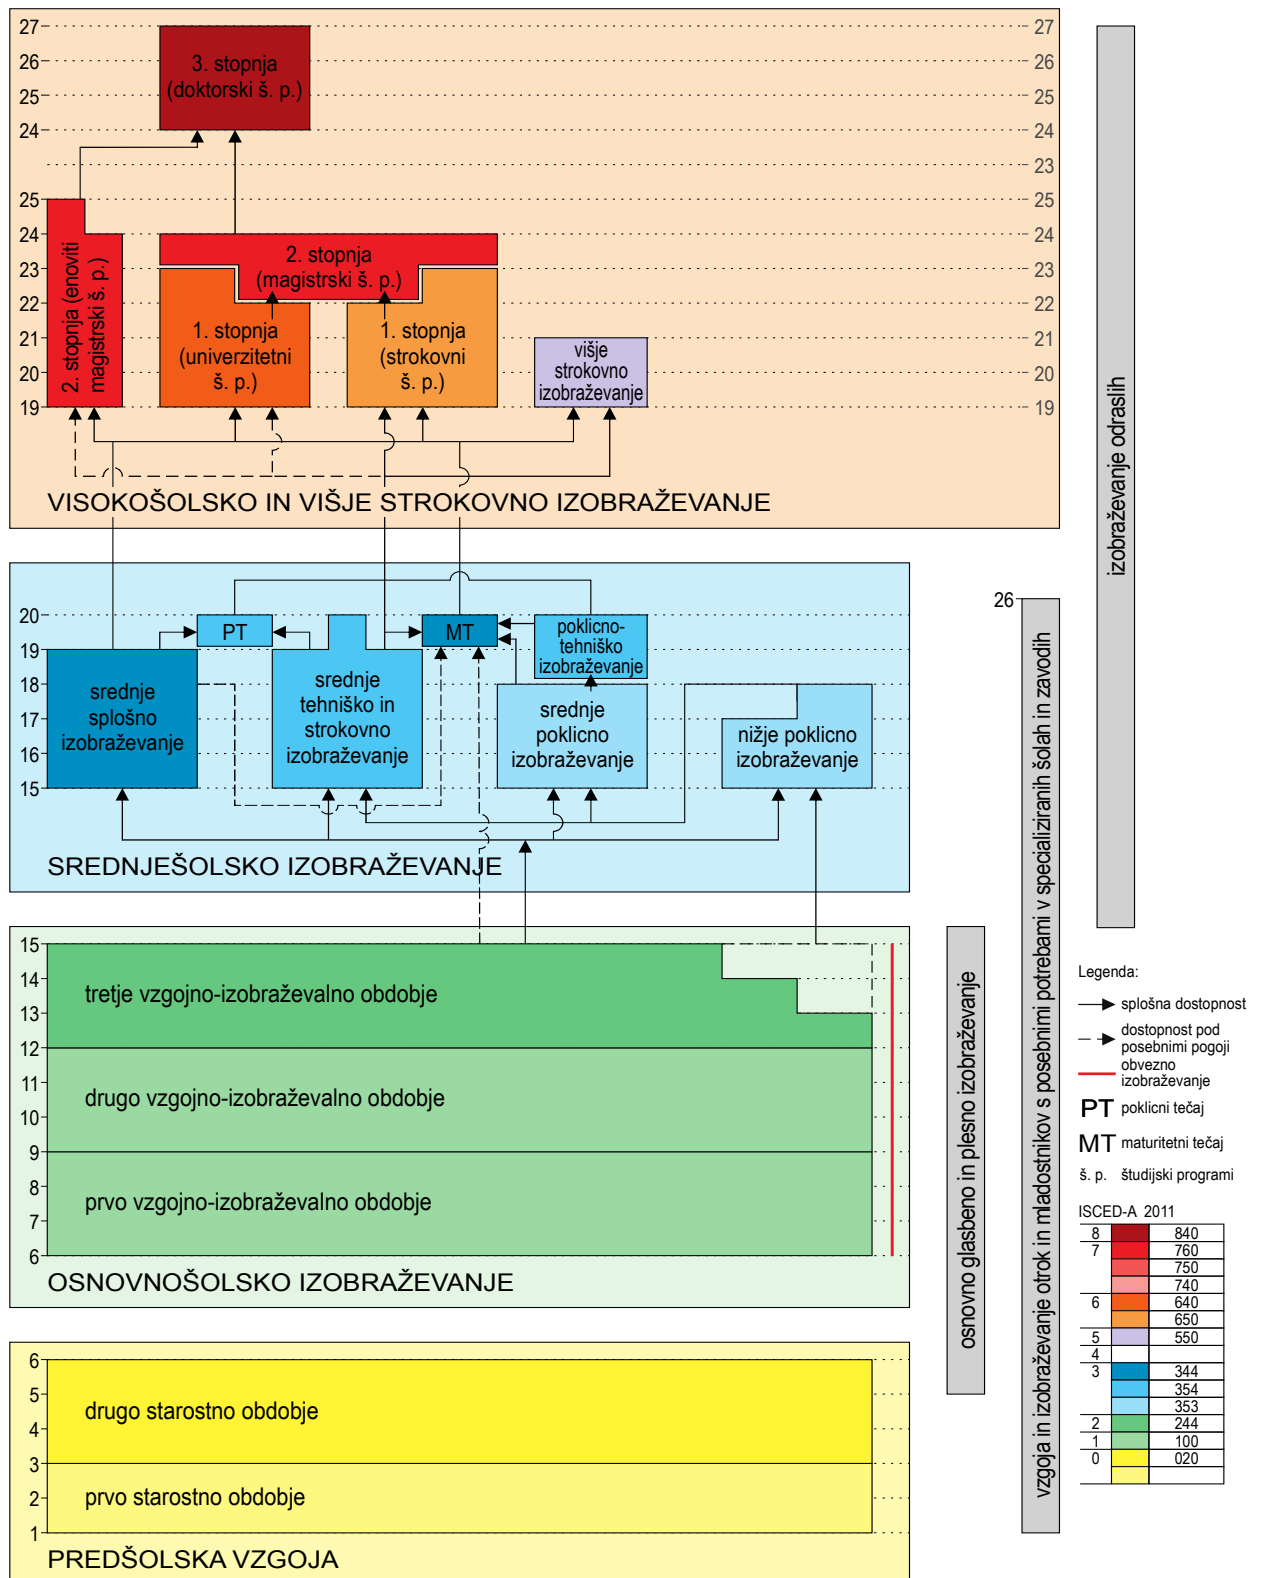 27
26
25
24
25
24
23
22
21
20
19
27
26
25
24
23
25
24
23
22
21
20
19
3. stopnja
(doktorski š. p.)
2. stopnja (enoviti
magistrski š. p.)
2. stopnja
(magistrski š. p.)
1. stopnja
(univerzitetni
š. p.)
1. stopnja
(strokovni
š. p.)
višje
strokovno
izobraževanje
VISOKOŠOLSKO IN VIŠJE STROKOVNO IZOBRAŽEVANJE
20
19
18
17
16
15
PT
MT
poklicno-
tehniško
izobraževanje
srednje
splošno
izobraževanje
srednje
tehniško in
strokovno
izobraževanje
srednje
poklicno
izobraževanje
nižje poklicno
izobraževanje
SREDNJEŠOLSKO IZOBRAŽEVANJE
15
14
13
12
11
10
9
8
7
6
tretje vzgojno-izobraževalno obdobje
drugo vzgojno-izobraževalno obdobje
prvo vzgojno-izobraževalno obdobje
OSNOVNOŠOLSKO IZOBRAŽEVANJE
6
5
4
3
2
1
drugo starostno obdobje
prvo starostno obdobje
PREDŠOLSKA VZGOJA
osnovno glasbeno in plesno izobraževanje
26
vzgoja in izobraževanje otrok in mladostnikov s posebnimi potrebami v specializiranih šolah in zavodih
izobraževanje odraslih
Legenda:
splošna dostopnost
dostopnost pod
posebnimi pogoji
obvezno
izobraževanje
PT poklicni tečaj
MT maturitetni tečaj
š. p. študijski programi
ISCED-A 2011
8 840
7 760
750
740
6 640
650
5 550
4
3 344
354
353
2 244
1 100
0 020